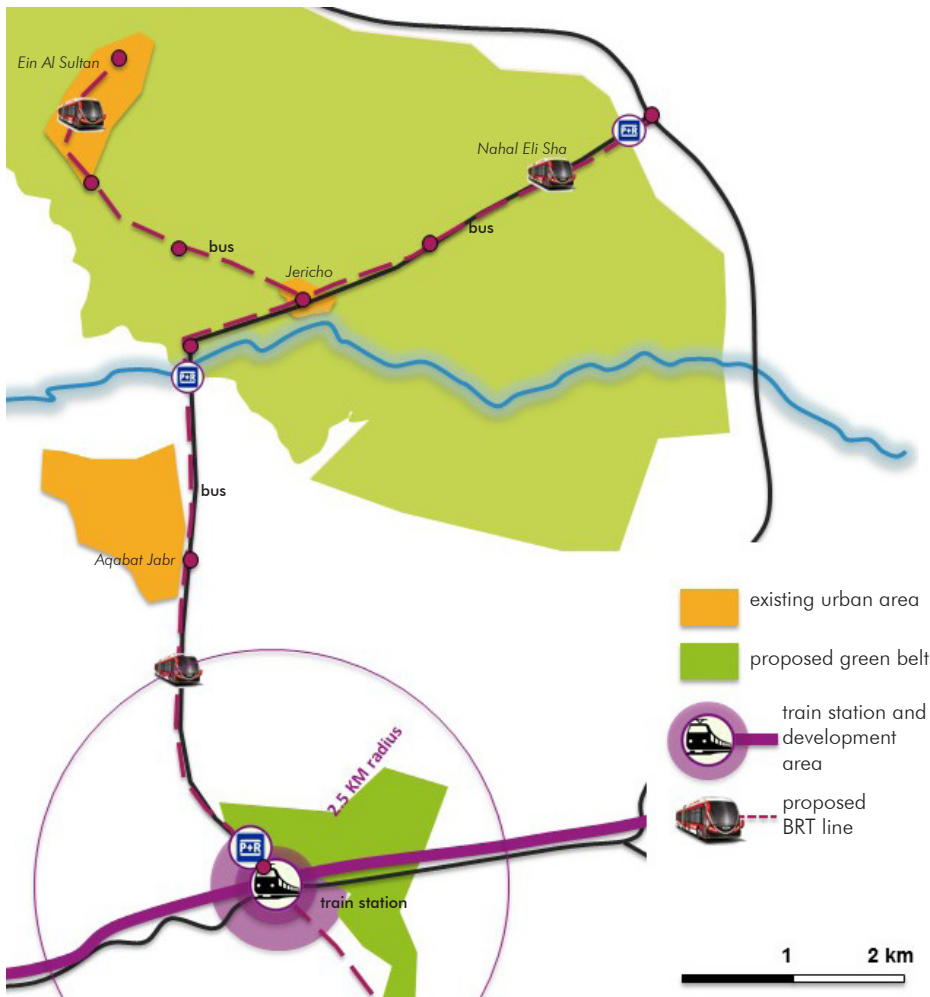 Ein Al Sultan
P+R
Nahal Eli Sha
bus
bus
Jericho
P+R
bus
Aqabat Jabr
existing urban area
proposed green belt
train station and
development
area
2.5 KM radius
proposed
BRT line
P+R
train station
1
2 km